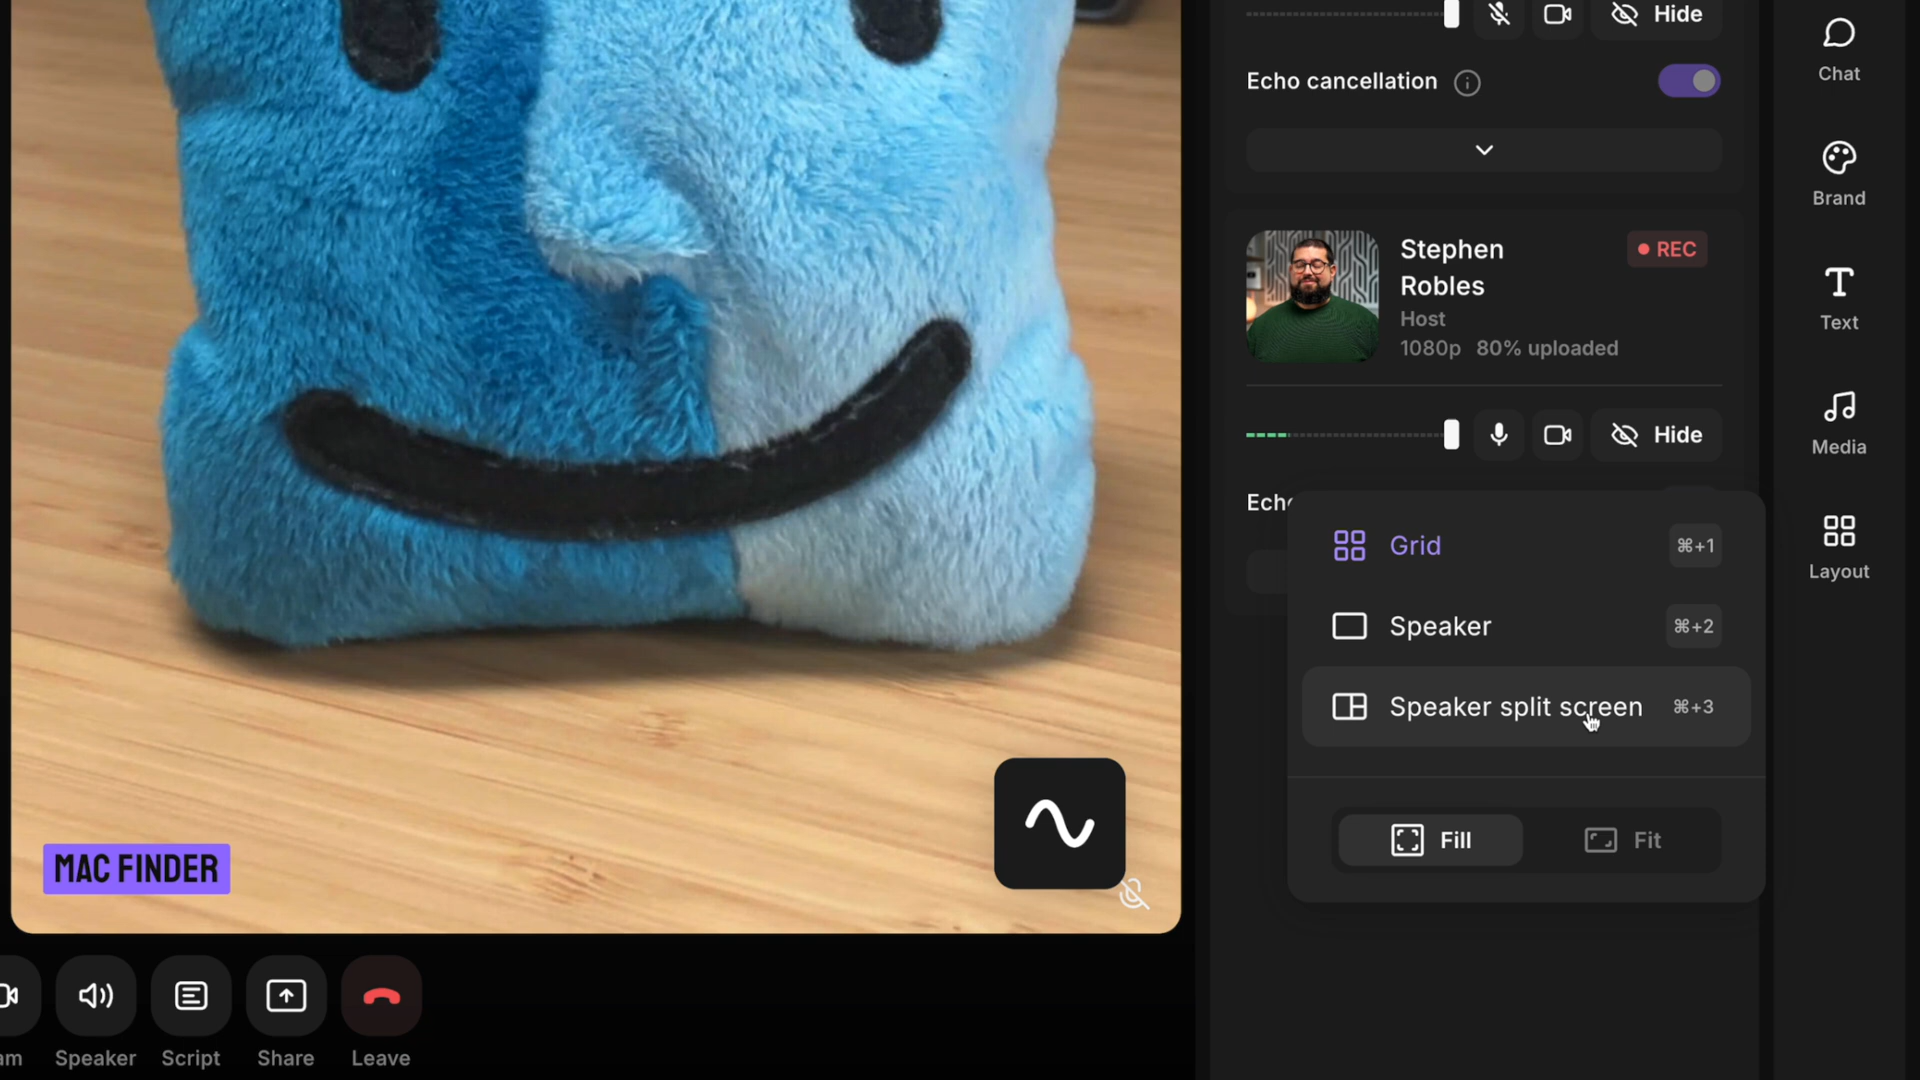 Hide
Chat
Echo cancellation
Brand
Stephen
Robles
REC
Host
1080p 80% uploaded
Text
Hide
Media
Echo
Grid
⌘+1
Layout
Speaker
⌘+2
Speaker split screen
⌘+3
Fill
Fit
MAC FINDER
Speaker
Script
Share
Leave